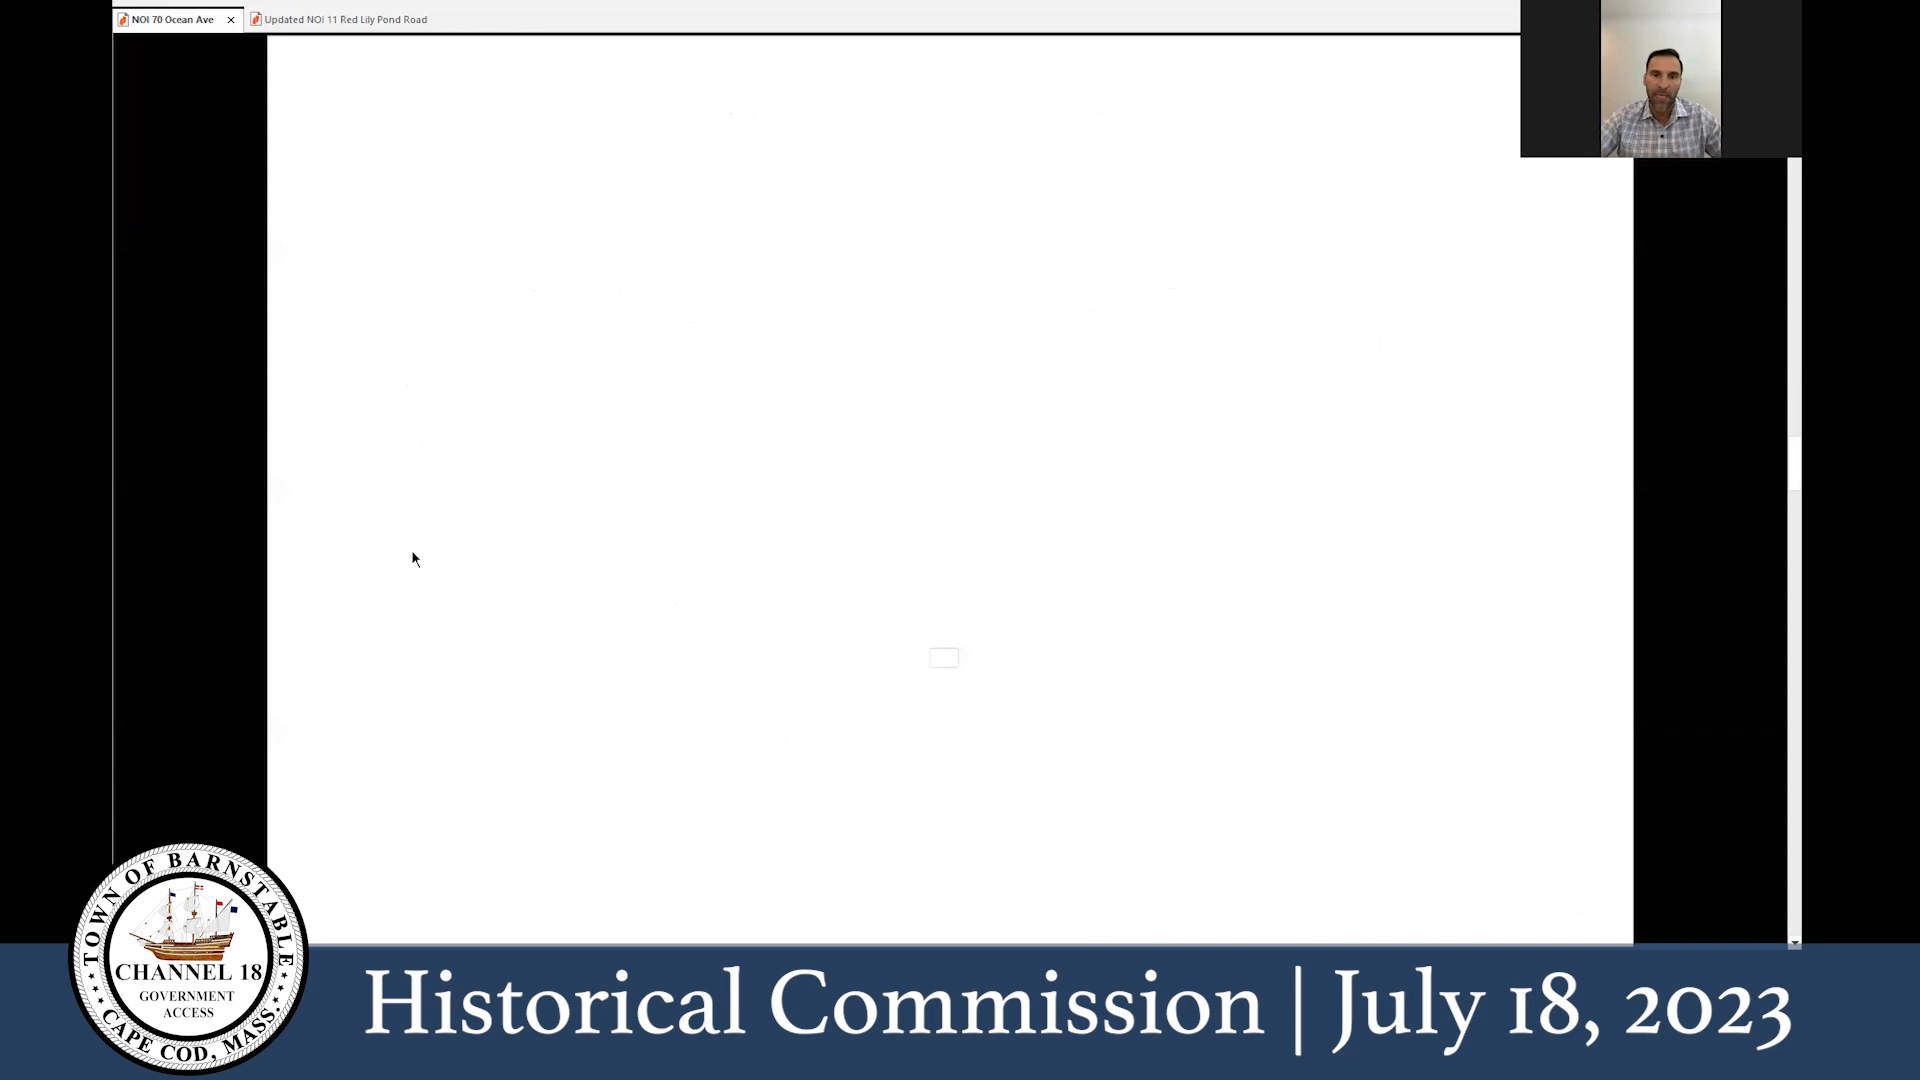 NOI 70 Ocean Ave
Updated NOI 11 Red Lily Pond Road
TOWN OF BARNSTABLE
CHANNEL 18
GOVERNMENT
ACCESS
CAPE COD, MASS.
Historical Commission | July 18, 2023